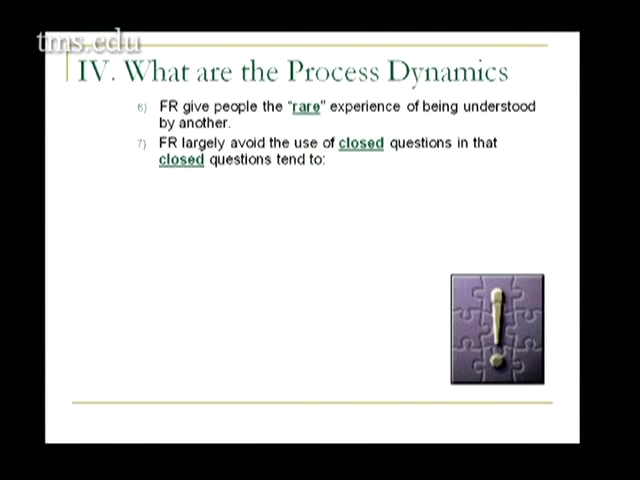 tms.edu
IV. What are the Process Dynamics
6) FR give people the "rare" experience of being understood
by another.
7) FR largely avoid the use of closed questions in that
closed questions tend to: